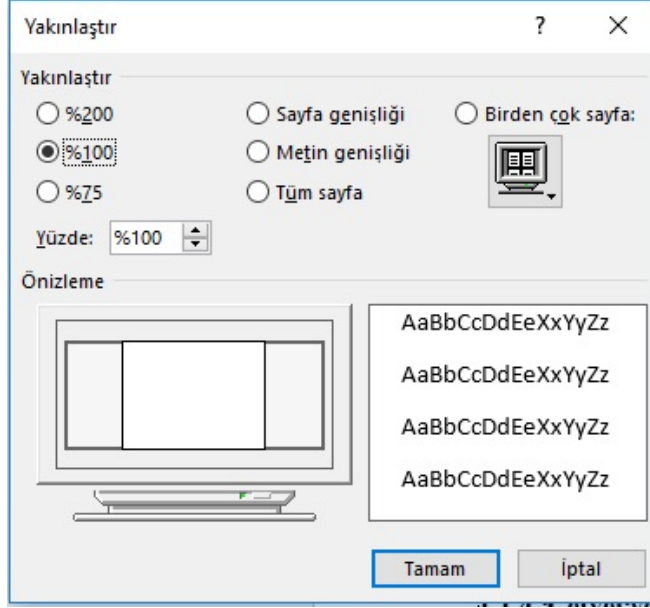 Yakınlaştır ? ✕
Yakınlaştır
%200 Sayfa genişliği Birden çok sayfa:
%100 Metin genişliği
%75 Tüm sayfa
Yüzde: %100
Önizleme
AaBbCcDdEeXxYyZz
AaBbCcDdEeXxYyZz
AaBbCcDdEeXxYyZz
AaBbCcDdEeXxYyZz
Tamam İptal